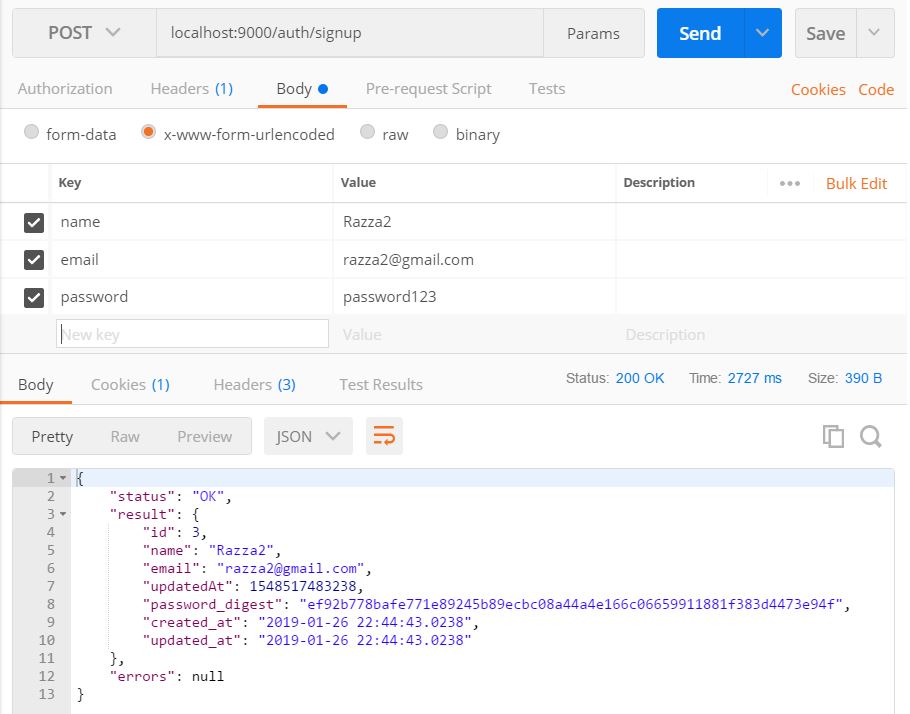 POST localhost:9000/auth/signup Params Send Save
Authorization Headers (1) Body Pre-request Script Tests Cookies Code
form-data x-www-form-urlencoded raw binary
Key Value Description ••• Bulk Edit
name Razza2
email razza2@gmail.com
password password123
New key Value Description
Body Cookies (1) Headers (3) Test Results Status: 200 OK Time: 2727 ms Size: 390 B
Pretty Raw Preview JSON
1 {
2 "status": "OK",
3 "result": {
4 "id": 3,
5 "name": "Razza2",
6 "email": "razza2@gmail.com",
7 "updatedAt": 1548517483238,
8 "password_digest": "ef92b778bafe771e89245b89ecbc08a44a4e166c06659911881f383d4473e94f",
9 "created_at": "2019-01-26 22:44:43.0238",
10 "updated_at": "2019-01-26 22:44:43.0238"
11 },
12 "errors": null
13 }